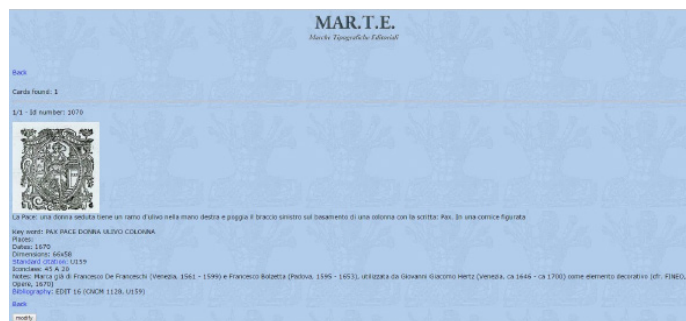 MAR.T.E.
Marche Tipografiche Editoriali
Back
Cards found: 1
1/1 - Id number: 1070
La Pace: una donna seduta tiene un ramo d'ulivo nella mano destra e poggia il braccio sinistro sul basamento di una colonna con la scritta: Pax. In una cornice figurata
Key word: PAX PACE DONNA ULIVO COLONNA
Places:
Dates: 1670
Dimensions: 66x58
Standard citation: U159
Iconclass: 45 A 20
Notes: Marca già di Francesco De Franceschi (Venezia, 1561 - 1599) e Francesco Bolzetta (Padova, 1595 - 1653), utilizzata da Giovanni Giacomo Hertz (Venezia, ca 1646 - ca 1700) come elemento decorativo (cfr. FINEO,
Opere, 1670)
Bibliography: EDIT 16 (CNCM 1120, U159)
Back
modify